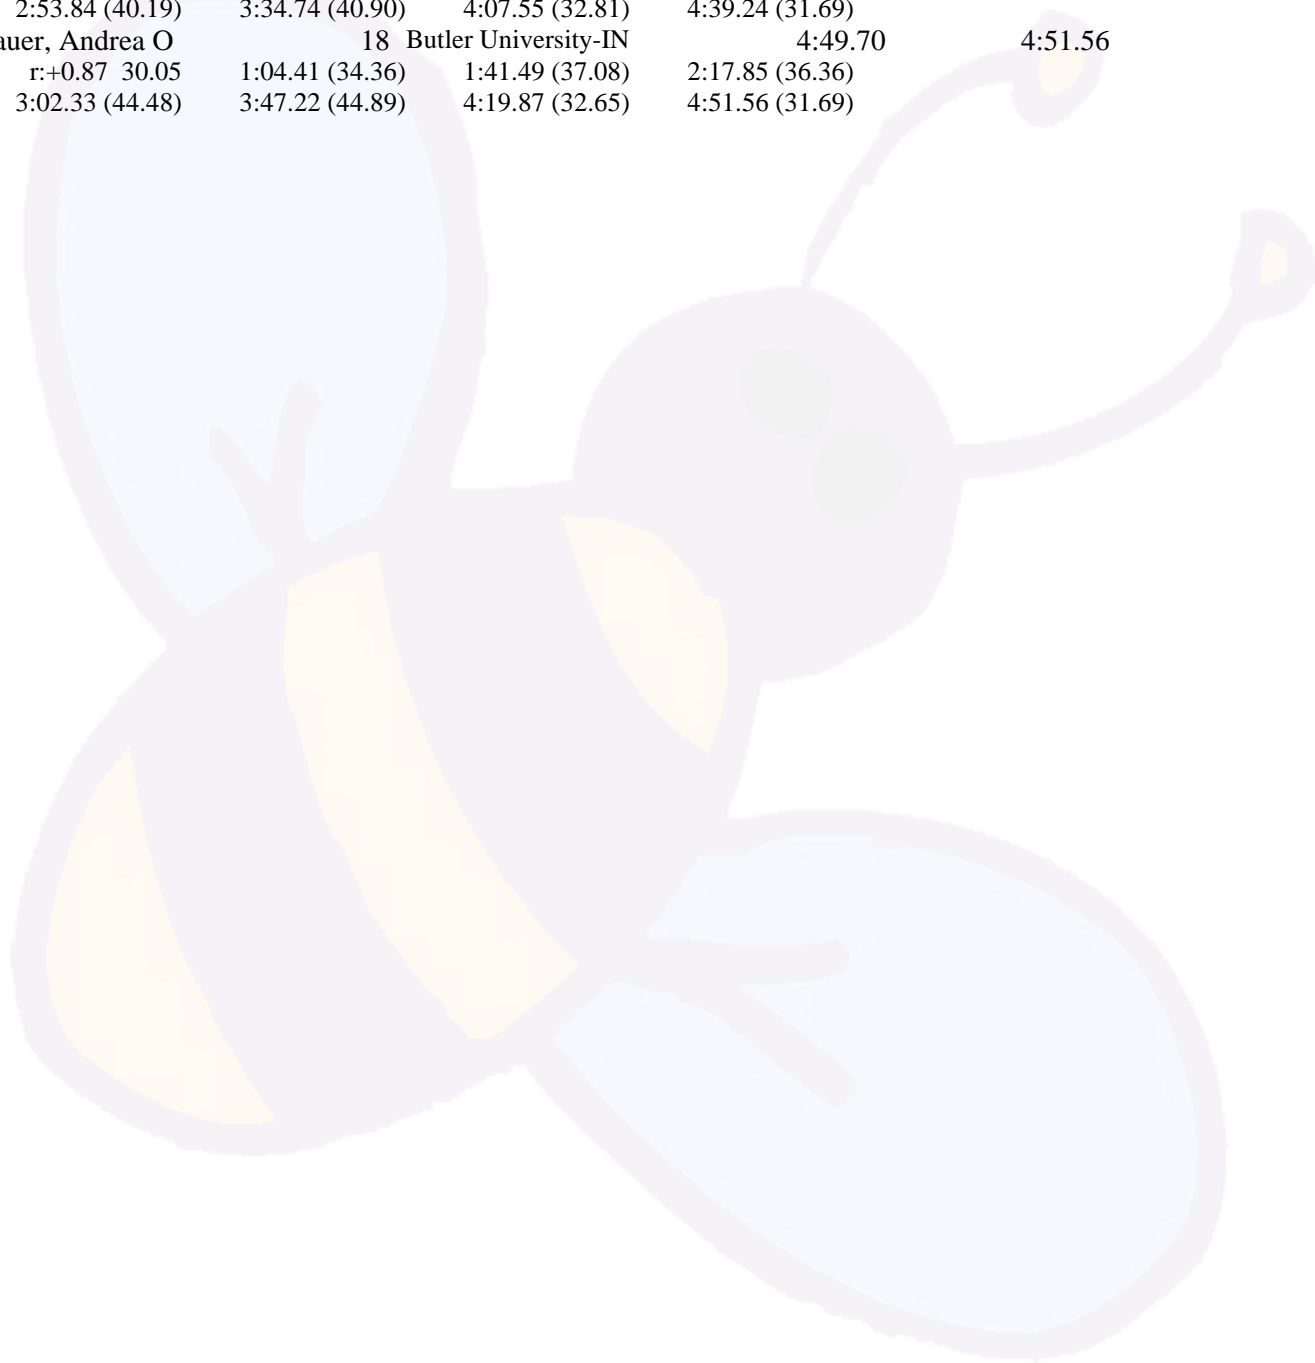 2:53.84 (40.19) 3:34.74 (40.90) 4:07.55 (32.81) 4:39.24 (31.69)
auer, Andrea O 18 Butler University-IN 4:49.70 4:51.56
r:+0.87 30.05 1:04.41 (34.36) 1:41.49 (37.08) 2:17.85 (36.36)
3:02.33 (44.48) 3:47.22 (44.89) 4:19.87 (32.65) 4:51.56 (31.69)